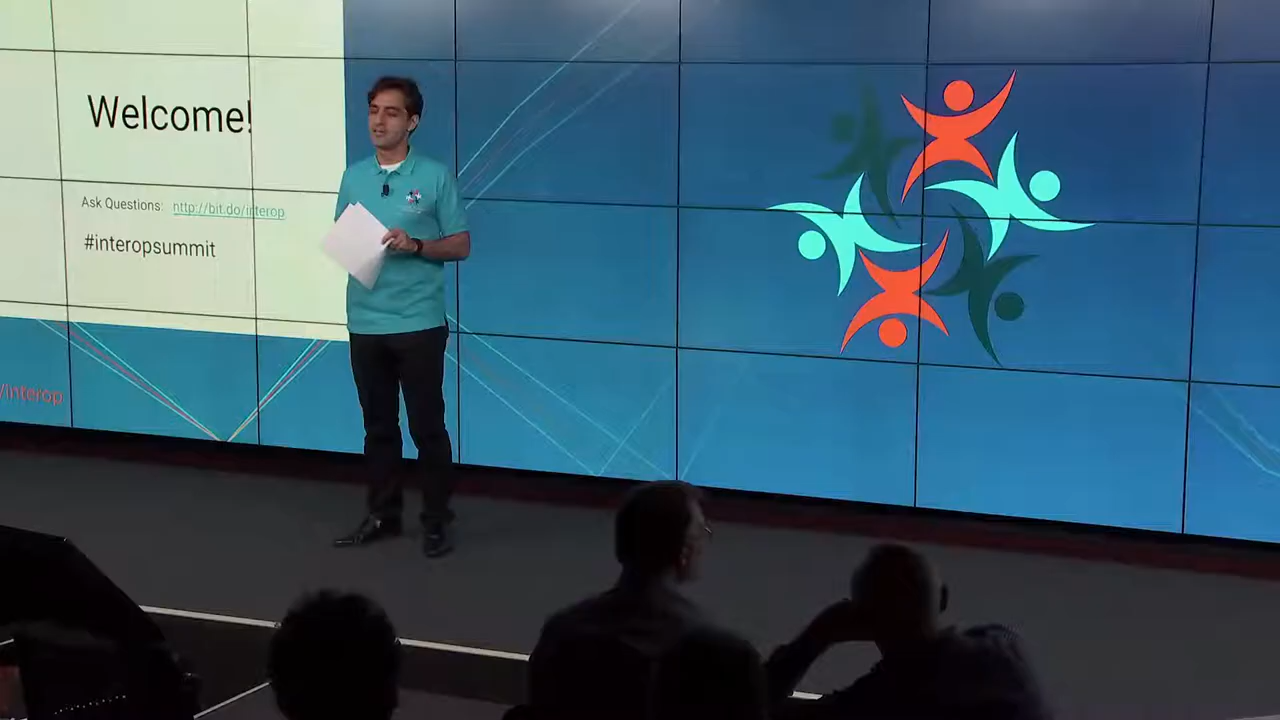 Welcome!
Ask Questions: http://bit.do/interop
#interopsummit
/interop